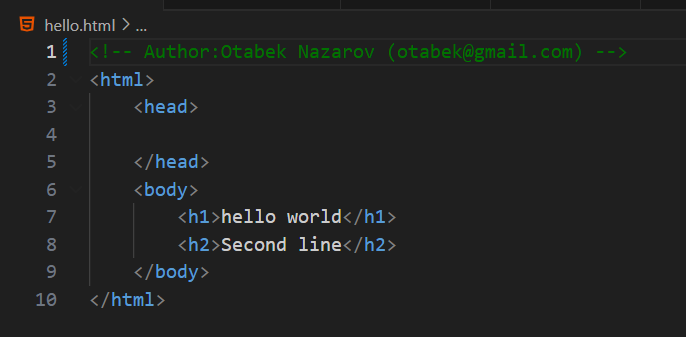 hello.html > ...
1 <!-- Author:Otabek Nazarov (otabek@gmail.com) -->
2 <html>
3     <head>
4
5     </head>
6     <body>
7         <h1>hello world</h1>
8         <h2>Second line</h2>
9     </body>
10 </html>